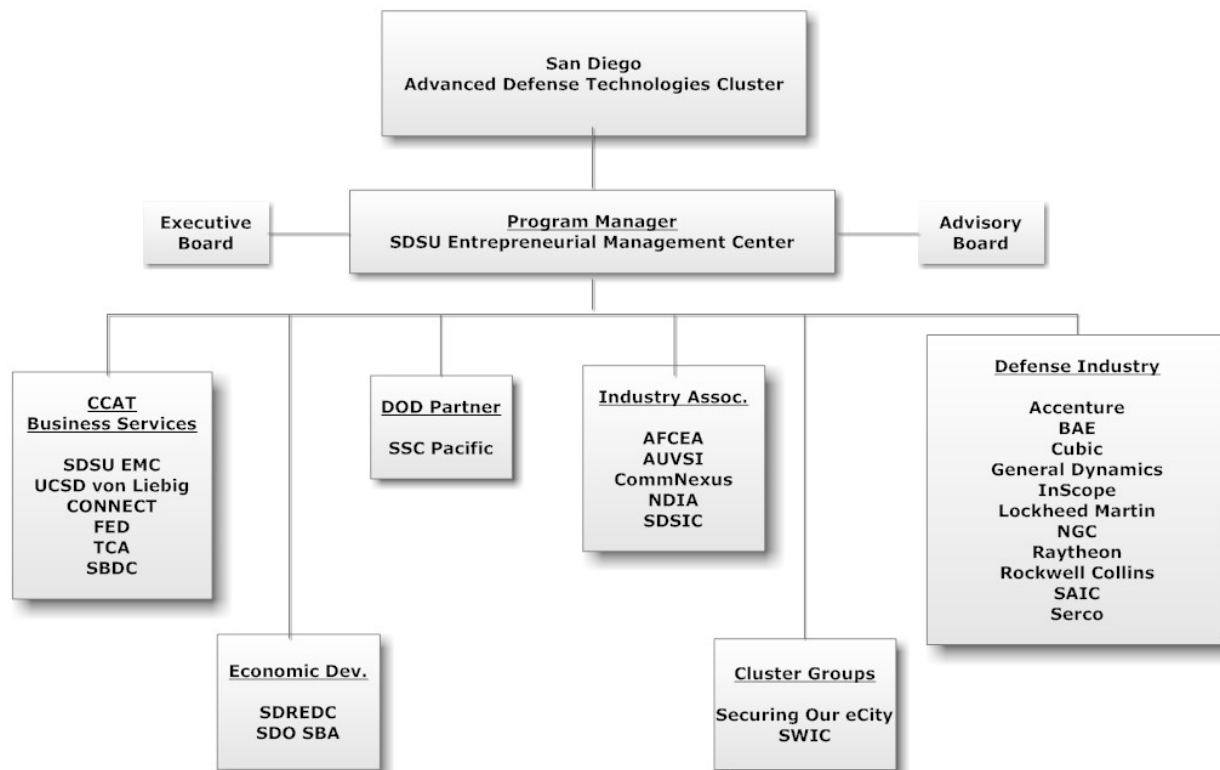 San Diego
Advanced Defense Technologies Cluster
Executive
Board
Program Manager
SDSU Entrepreneurial Management Center
Advisory
Board
CCAT
Business Services
SDSU EMC
UCSD von Liebig
CONNECT
FED
TCA
SBDC
Economic Dev.
SDREDC
SDO SBA
DOD Partner
SSC Pacific
Industry Assoc.
AFCEA
AUVSI
CommNexus
NDIA
SDSIC
Cluster Groups
Securing Our eCity
SWIC
Defense Industry
Accenture
BAE
Cubic
General Dynamics
InScope
Lockheed Martin
NGC
Raytheon
Rockwell Collins
SAIC
Serco